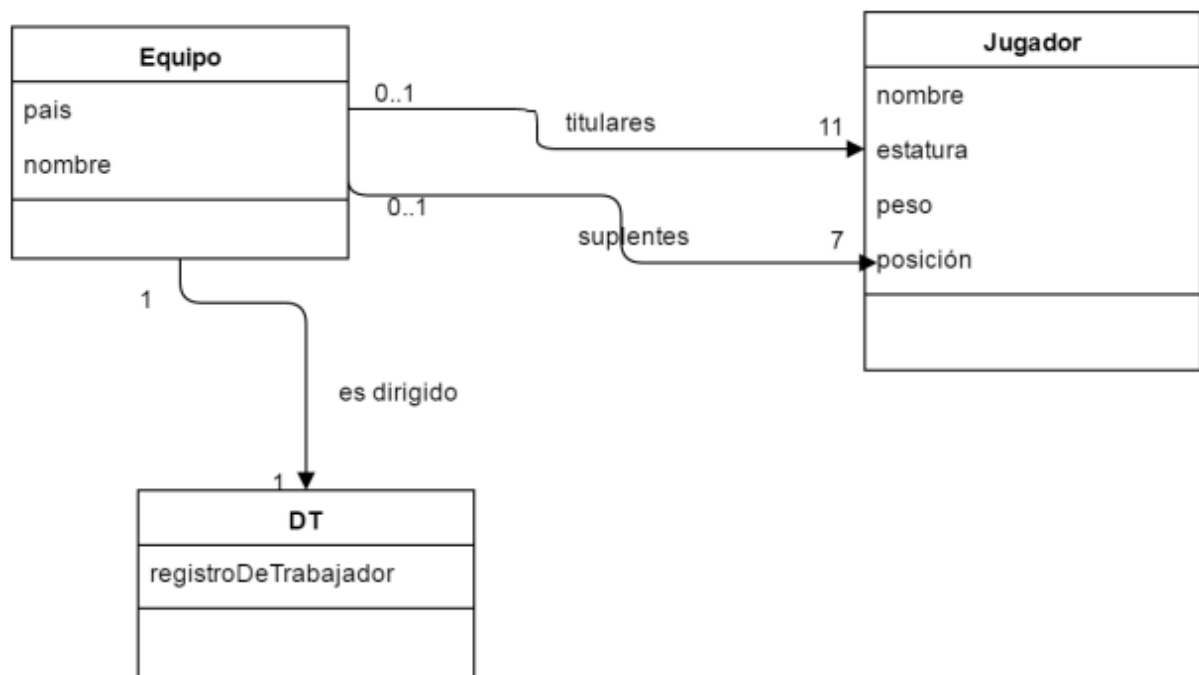 Equipo
pais
nombre
0..1
titulares
11
0..1
suplentes
7
Jugador
nombre
estatura
peso
posición
1
es dirigido
1
DT
registroDeTrabajador